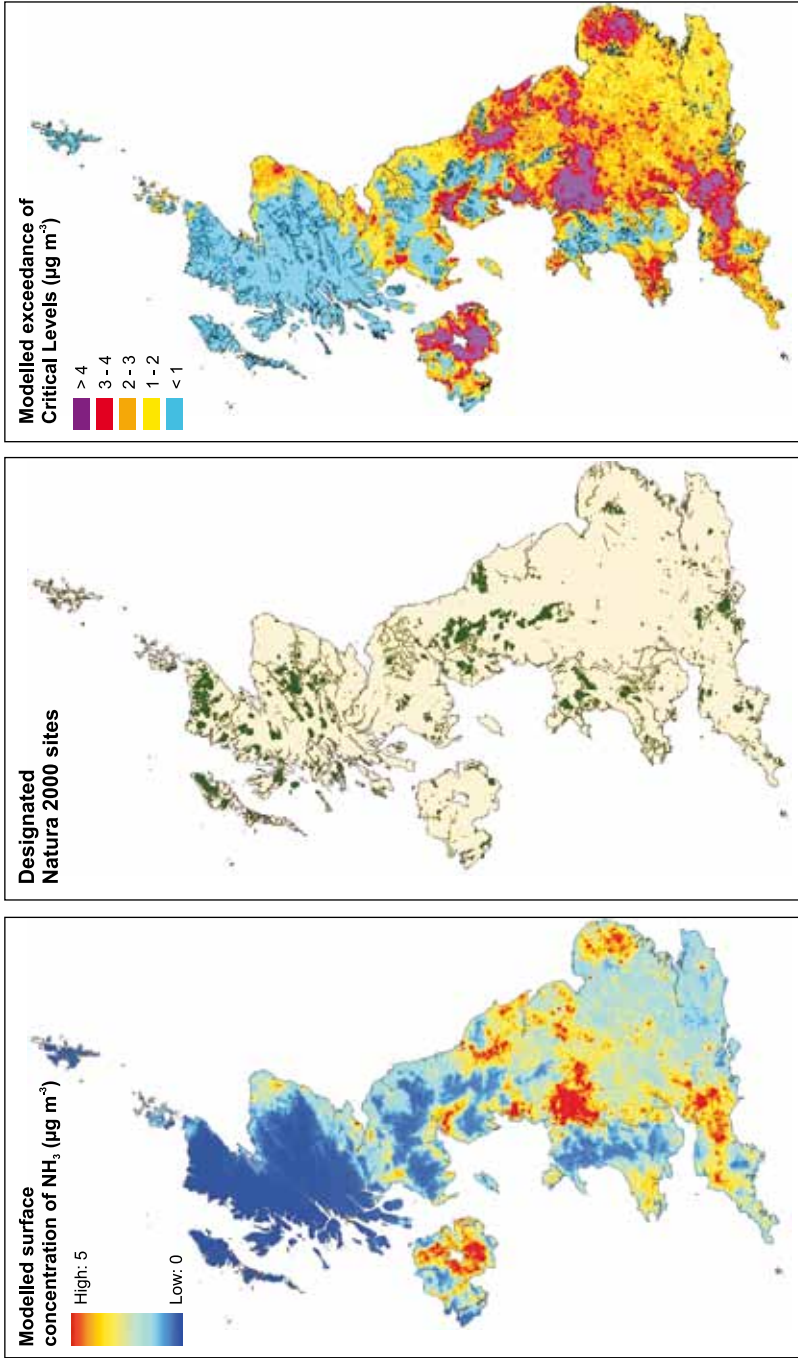 Modelled surface
concentration of NH₃ (µg m⁻³)
High: 5
Low: 0
Designated
Natura 2000 sites
Modelled exceedance of
Critical Levels (µg m⁻³)
> 4
3 - 4
2 - 3
1 - 2
< 1